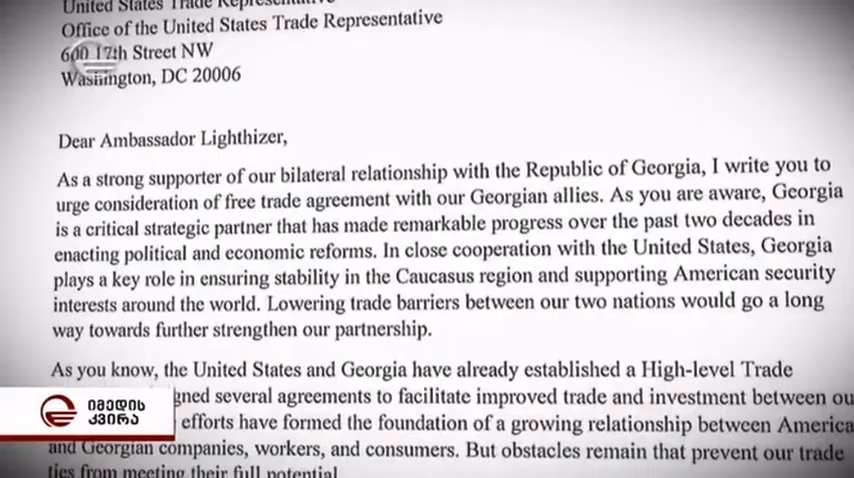 United States Trade Representative
Office of the United States Trade Representative
600 17th Street NW
Washington, DC 20006
Dear Ambassador Lighthizer,
As a strong supporter of our bilateral relationship with the Republic of Georgia, I write you to
urge consideration of free trade agreement with our Georgian allies. As you are aware, Georgia
is a critical strategic partner that has made remarkable progress over the past two decades in
enacting political and economic reforms. In close cooperation with the United States, Georgia
plays a key role in ensuring stability in the Caucasus region and supporting American security
interests around the world. Lowering trade barriers between our two nations would go a long
way towards further strengthen our partnership.
As you know, the United States and Georgia have already established a High-level Trade
gned several agreements to facilitate improved trade and investment between ou
efforts have formed the foundation of a growing relationship between America
and Georgian companies, workers, and consumers. But obstacles remain that prevent our trade
ties from meeting their full potential
იმედის
კვირა